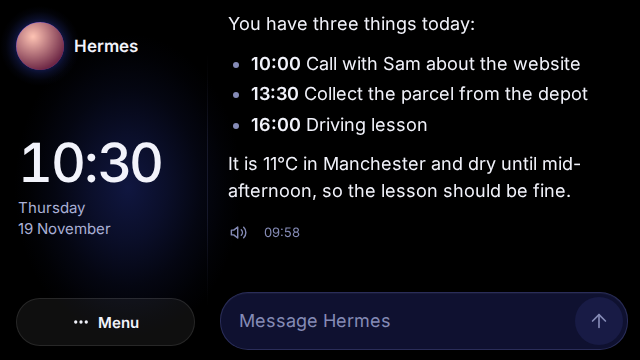 Hermes
10:30
Thursday
19 November
••• Menu
You have three things today:
• 10:00 Call with Sam about the website
• 13:30 Collect the parcel from the depot
• 16:00 Driving lesson
It is 11°C in Manchester and dry until mid-
afternoon, so the lesson should be fine.
09:58
Message Hermes